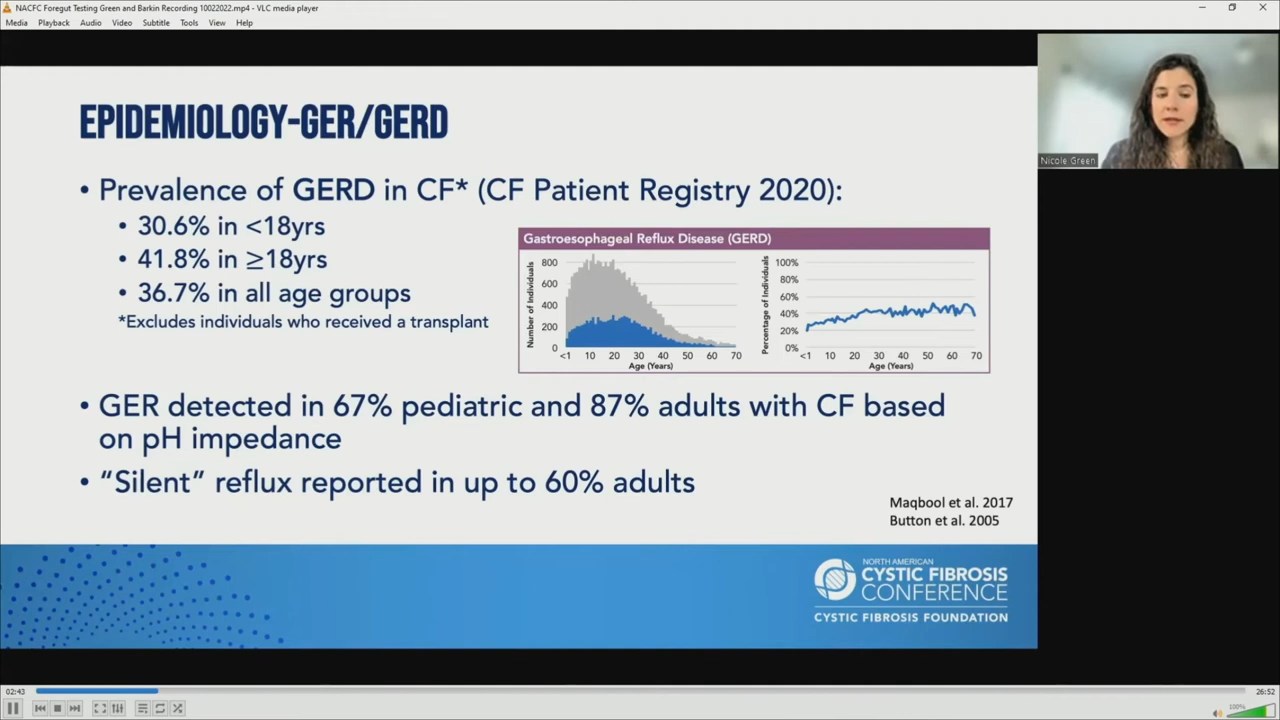 NACFC Foregut Testing Green and Barkin Recording 10022022.mp4 - VLC media player
Media Playback Audio Video Subtitle Tools View Help
EPIDEMIOLOGY-GER/GERD
• Prevalence of GERD in CF* (CF Patient Registry 2020):
• 30.6% in <18yrs
• 41.8% in ≥18yrs
• 36.7% in all age groups
*Excludes individuals who received a transplant
Gastroesophageal Reflux Disease (GERD)
Number of Individuals
800
600
400
200
0
<1 10 20 30 40 50 60 70
Age (Years)
Percentage of Individuals
100%
80%
60%
40%
20%
0%
<1 10 20 30 40 50 60 70
Age (Years)
• GER detected in 67% pediatric and 87% adults with CF based
on pH impedance
• “Silent” reflux reported in up to 60% adults
Maqbool et al. 2017
Button et al. 2005
NORTH AMERICAN
CYSTIC FIBROSIS
CONFERENCE
CYSTIC FIBROSIS FOUNDATION
Nicole Green
02:43
26:52
100%